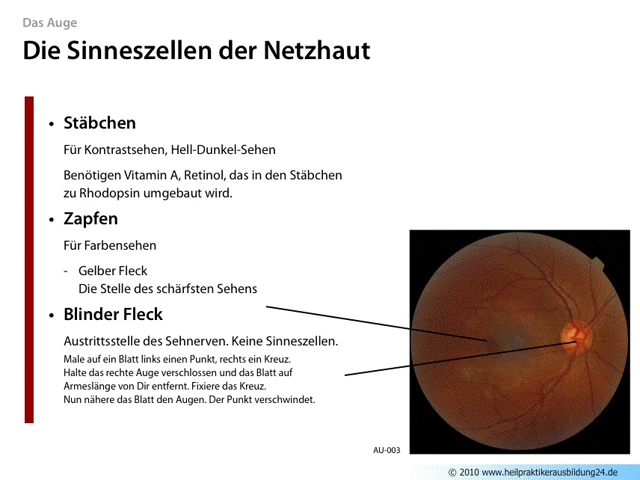 Das Auge
Die Sinneszellen der Netzhaut
• Stäbchen
Für Kontrastsehen, Hell-Dunkel-Sehen
Benötigen Vitamin A, Retinol, das in den Stäbchen
zu Rhodopsin umgebaut wird.
• Zapfen
Für Farbensehen
- Gelber Fleck
Die Stelle des schärfsten Sehens
• Blinder Fleck
Austrittsstelle des Sehnerven. Keine Sinneszellen.
Male auf ein Blatt links einen Punkt, rechts ein Kreuz.
Halte das rechte Auge verschlossen und das Blatt auf
Armeslänge von Dir entfernt. Fixiere das Kreuz.
Nun nähere das Blatt den Augen. Der Punkt verschwindet.
AU-003
© 2010 www.heilpraktikerausbildung24.de